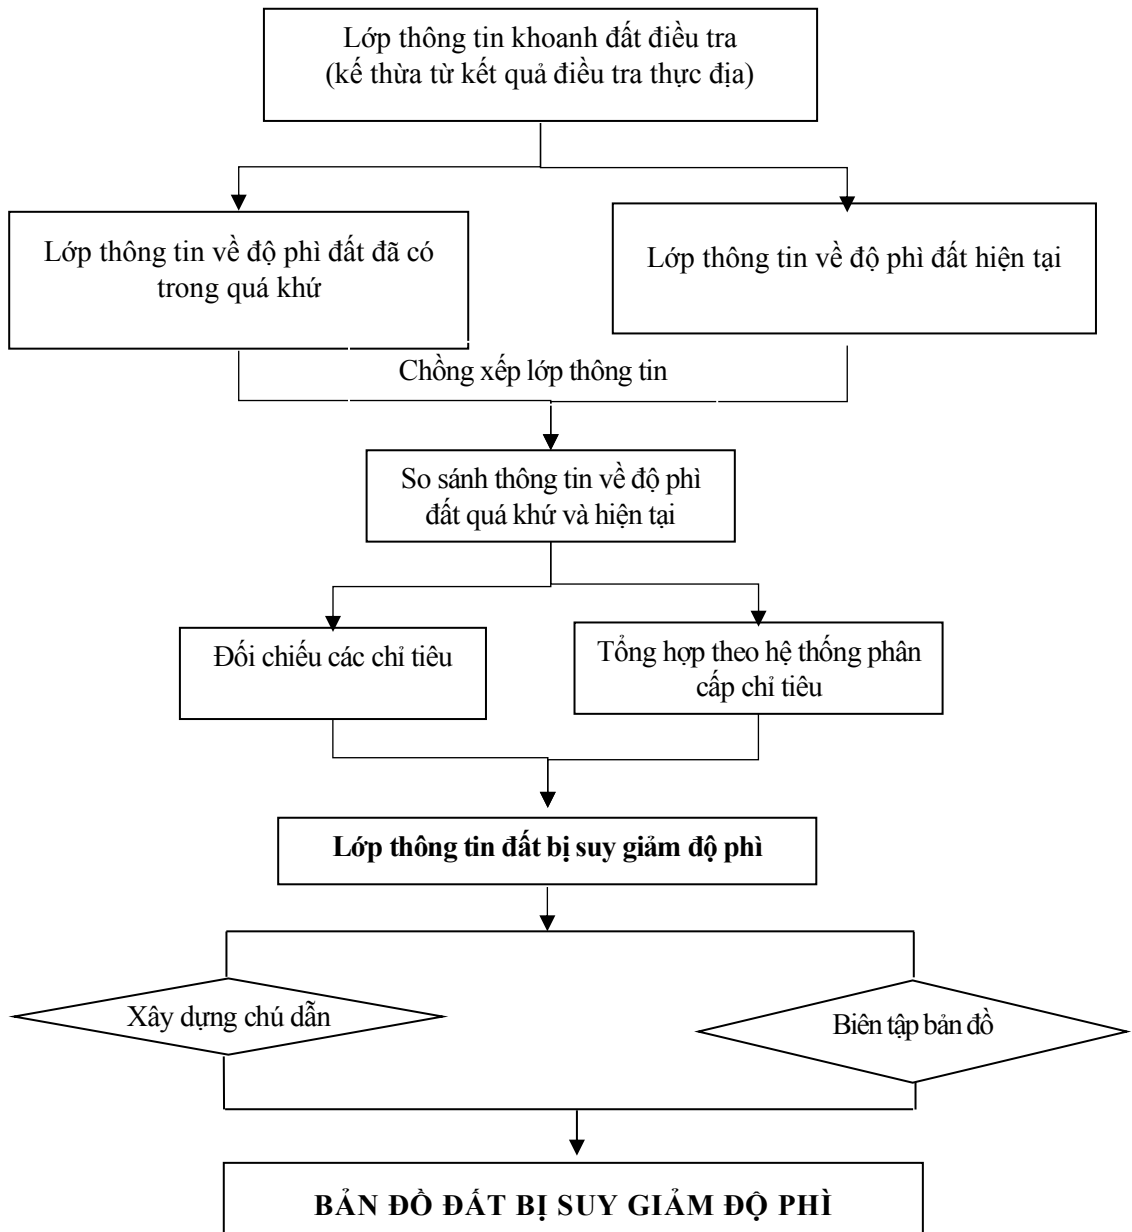 Lớp thông tin khoanh đất điều tra
(kế thừa từ kết quả điều tra thực địa)
Lớp thông tin về độ phì đất đã có
trong quá khứ
Lớp thông tin về độ phì đất hiện tại
Chồng xếp lớp thông tin
So sánh thông tin về độ phì
đất quá khứ và hiện tại
Đối chiếu các chỉ tiêu
Tổng hợp theo hệ thống phân
cấp chỉ tiêu
Lớp thông tin đất bị suy giảm độ phì
Xây dựng chú dẫn
Biên tập bản đồ
BẢN ĐỒ ĐẤT BỊ SUY GIẢM ĐỘ PHÌ